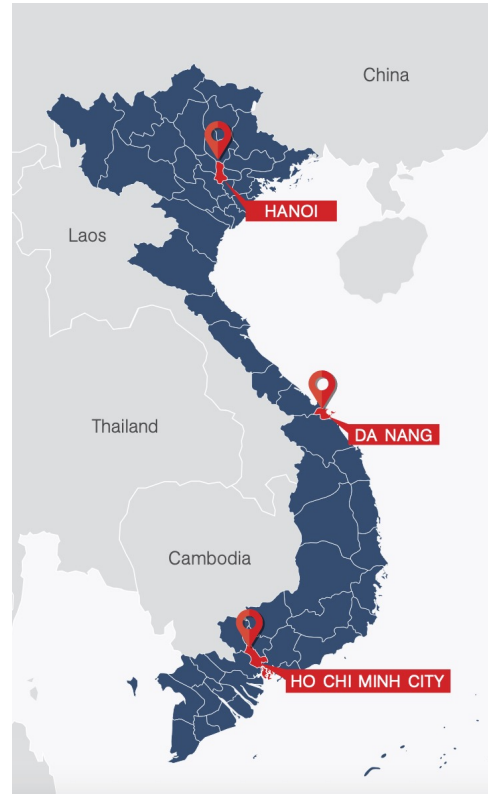 China
HANOI
Laos
Thailand
DA NANG
Cambodia
HO CHI MINH CITY